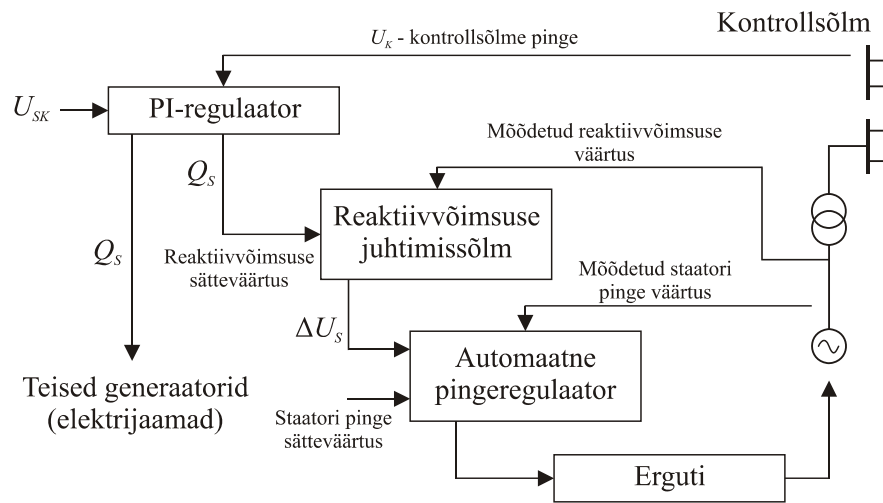 Kontrollsõlm
U_K - kontrollsõlme pinge
U_SK
PI-regulaator
Mõõdetud reaktiivvõimsuse
väärtus
Q_S
Reaktiivvõimsuse
juhtimissõlm
Q_S
Reaktiivvõimsuse
sätteväärtus
Mõõdetud staatori
pinge väärtus
ΔU_S
Automaatne
pingeregulaator
Teised generaatorid
(elektrijaamad)
Staatori pinge
sätteväärtus
Erguti